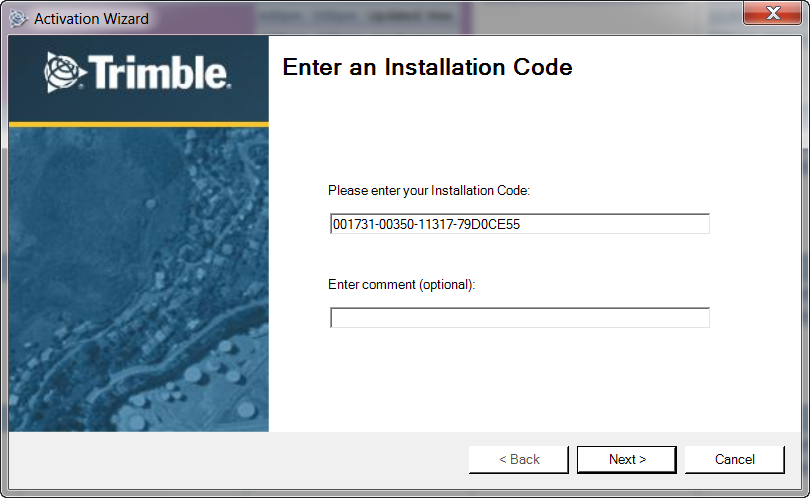 Activation Wizard
Trimble.
Enter an Installation Code
Please enter your Installation Code:
001731-00350-11317-79D0CE55
Enter comment (optional):
< Back
Next >
Cancel